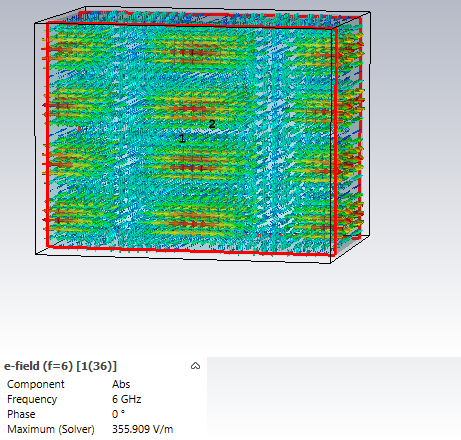 2
1
e-field (f=6) [1(36)]
Component Abs
Frequency 6 GHz
Phase 0 °
Maximum (Solver) 355.909 V/m